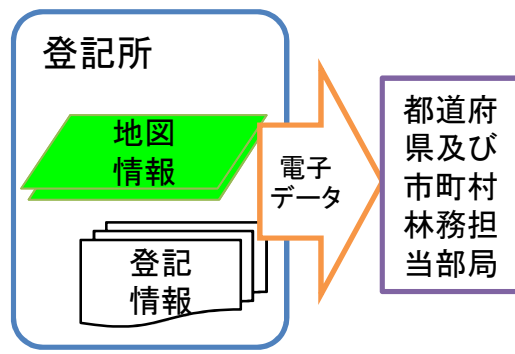 登記所
地図
情報
登記
情報
電子
データ
都道府
県及び
市町村
林務担
当部局